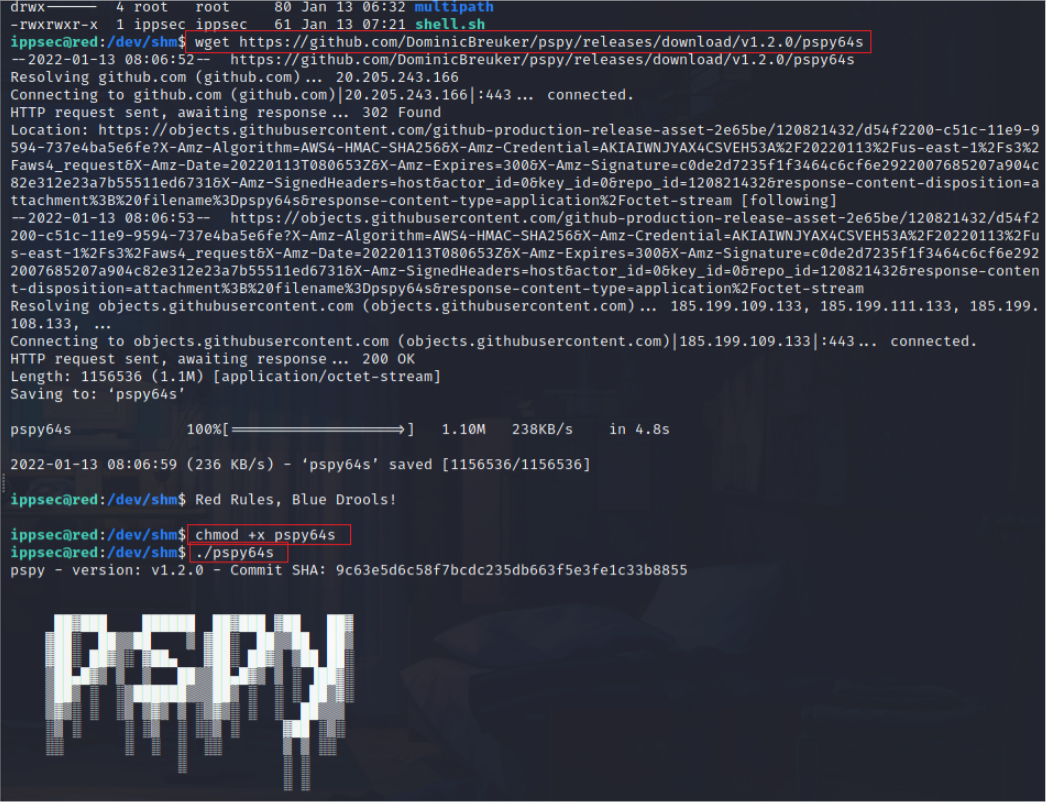 drwx------  4 root   root     80 Jan 13 06:32 multipath
-rwxrwxr-x  1 ippsec ippsec   61 Jan 13 07:21 shell.sh
ippsec@red:/dev/shm$ wget https://github.com/DominicBreuker/pspy/releases/download/v1.2.0/pspy64s
--2022-01-13 08:06:52--  https://github.com/DominicBreuker/pspy/releases/download/v1.2.0/pspy64s
Resolving github.com (github.com)... 20.205.243.166
Connecting to github.com (github.com)|20.205.243.166|:443... connected.
HTTP request sent, awaiting response... 302 Found
Location: https://objects.githubusercontent.com/github-production-release-asset-2e65be/120821432/d54f2200-c51c-11e9-9
594-737e4ba5e6fe?X-Amz-Algorithm=AWS4-HMAC-SHA256&X-Amz-Credential=AKIAIWNJYAX4CSVEH53A%2F20220113%2Fus-east-1%2Fs3%2
Faws4_request&X-Amz-Date=20220113T080653Z&X-Amz-Expires=300&X-Amz-Signature=c0de2d7235f1f3464c6cf6e2922007685207a904c
82e312e23a7b55511ed6731&X-Amz-SignedHeaders=host&actor_id=0&key_id=0&repo_id=120821432&response-content-disposition=a
ttachment%3B%20filename%3Dpspy64s&response-content-type=application%2Foctet-stream [following]
--2022-01-13 08:06:53--  https://objects.githubusercontent.com/github-production-release-asset-2e65be/120821432/d54f2
200-c51c-11e9-9594-737e4ba5e6fe?X-Amz-Algorithm=AWS4-HMAC-SHA256&X-Amz-Credential=AKIAIWNJYAX4CSVEH53A%2F20220113%2Fu
s-east-1%2Fs3%2Faws4_request&X-Amz-Date=20220113T080653Z&X-Amz-Expires=300&X-Amz-Signature=c0de2d7235f1f3464c6cf6e292
2007685207a904c82e312e23a7b55511ed6731&X-Amz-SignedHeaders=host&actor_id=0&key_id=0&repo_id=120821432&response-conten
t-disposition=attachment%3B%20filename%3Dpspy64s&response-content-type=application%2Foctet-stream
Resolving objects.githubusercontent.com (objects.githubusercontent.com)... 185.199.109.133, 185.199.111.133, 185.199.
108.133, ...
Connecting to objects.githubusercontent.com (objects.githubusercontent.com)|185.199.109.133|:443... connected.
HTTP request sent, awaiting response... 200 OK
Length: 1156536 (1.1M) [application/octet-stream]
Saving to: ‘pspy64s’
pspy64s             100%[===================>]   1.10M   238KB/s    in 4.8s
2022-01-13 08:06:59 (236 KB/s) - ‘pspy64s’ saved [1156536/1156536]
ippsec@red:/dev/shm$ Red Rules, Blue Drools!
ippsec@red:/dev/shm$ chmod +x pspy64s
ippsec@red:/dev/shm$ ./pspy64s
pspy - version: v1.2.0 - Commit SHA: 9c63e5d6c58f7bcdc235db663f5e3fe1c33b8855
PSPY